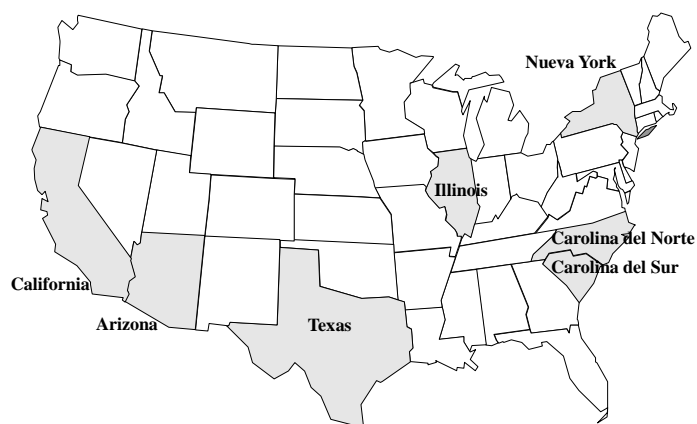 Nueva York
Illinois
Carolina del Norte
Carolina del Sur
California
Arizona
Texas